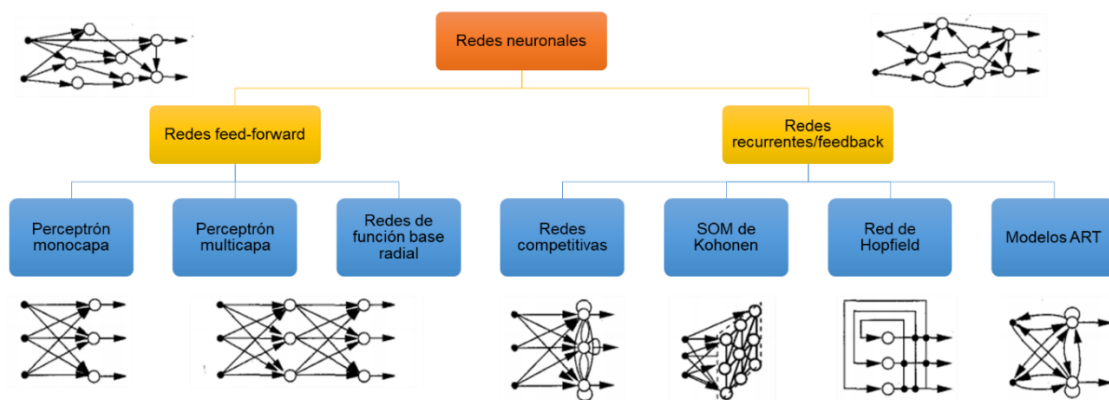 Redes neuronales
Redes feed-forward
Redes
recurrentes/feedback
Perceptrón
monocapa
Perceptrón
multicapa
Redes de
función base
radial
Redes
competitivas
SOM de
Kohonen
Red de
Hopfield
Modelos ART